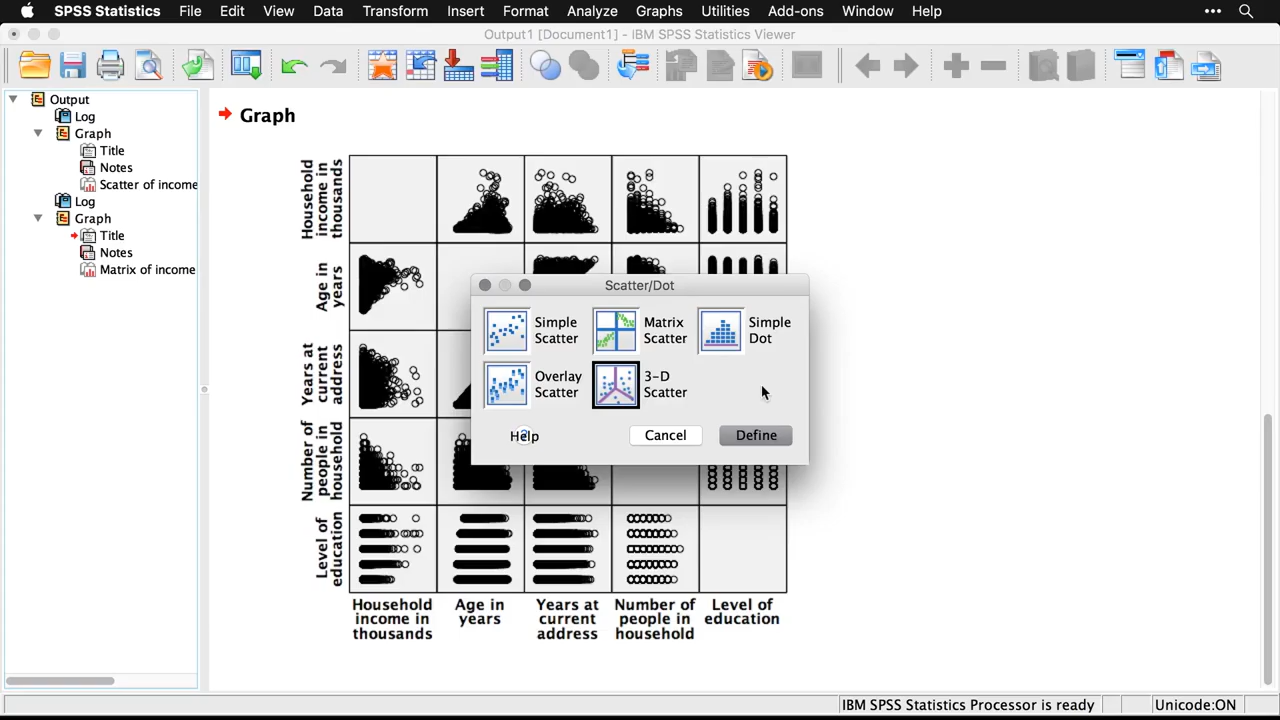 SPSS Statistics File Edit View Data Transform Insert Format Analyze Graphs Utilities Add-ons Window Help
Output1 [Document1] - IBM SPSS Statistics Viewer
Output
Log
Graph
Title
Notes
Scatter of income
Log
Graph
Title
Notes
Matrix of income
Graph
Household
income in
thousands
Age in
years
Years at
current
address
Number of
people in
household
Level of
education
Household
income in
thousands
Age in
years
Years at
current
address
Number of
people in
household
Level of
education
Scatter/Dot
Simple
Scatter
Matrix
Scatter
Simple
Dot
Overlay
Scatter
3-D
Scatter
Help
Cancel
Define
IBM SPSS Statistics Processor is ready
Unicode:ON